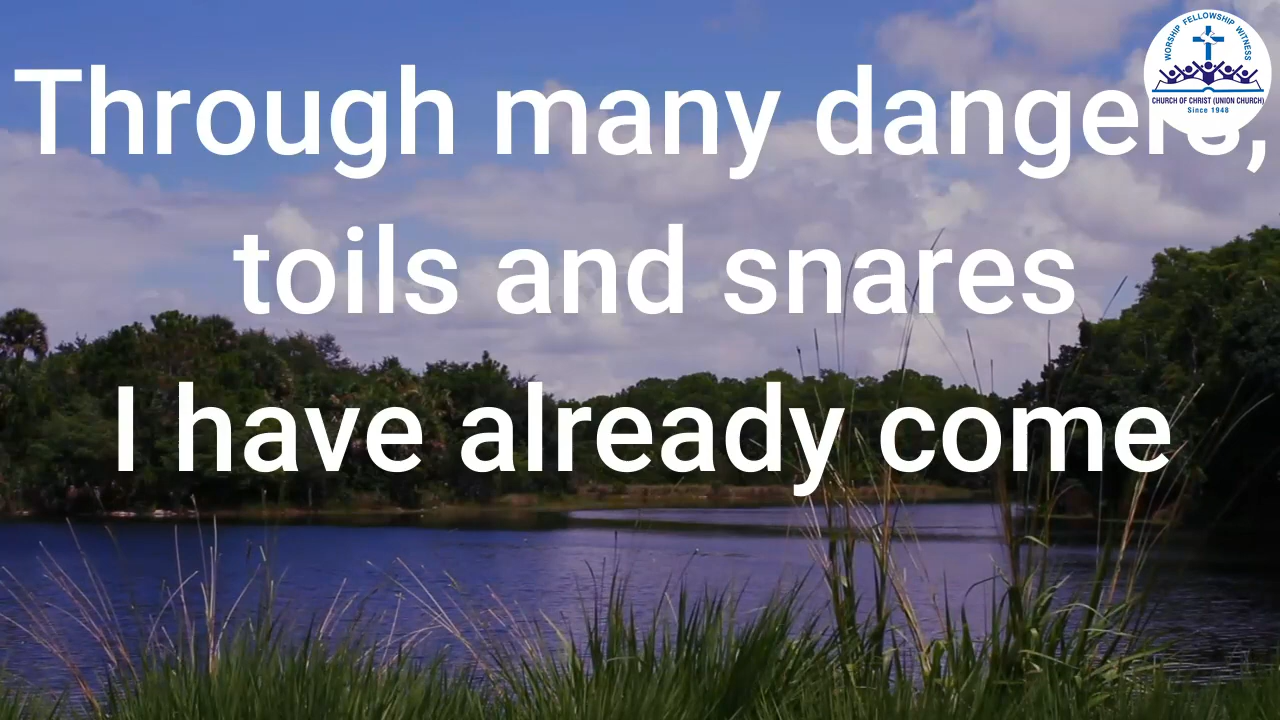 Through many dangers,
toils and snares
I have already come
WORSHIP FELLOWSHIP WITNESS
CHURCH OF CHRIST (UNION CHURCH)
Since 1948